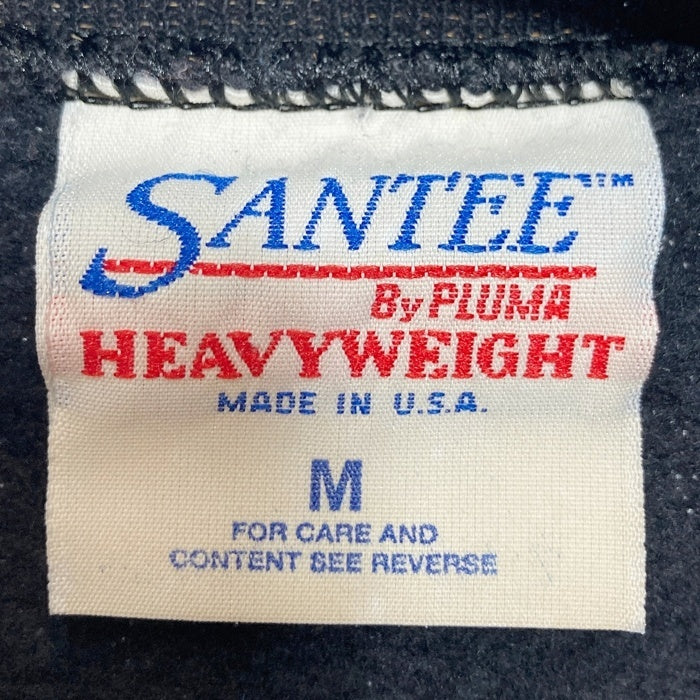 SANTEE™
By PLUMA
HEAVYWEIGHT
MADE IN U.S.A.
M
FOR CARE AND
CONTENT SEE REVERSE